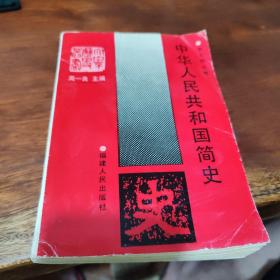 中华人民共和国简史
周一良 主编
福建人民出版社
史